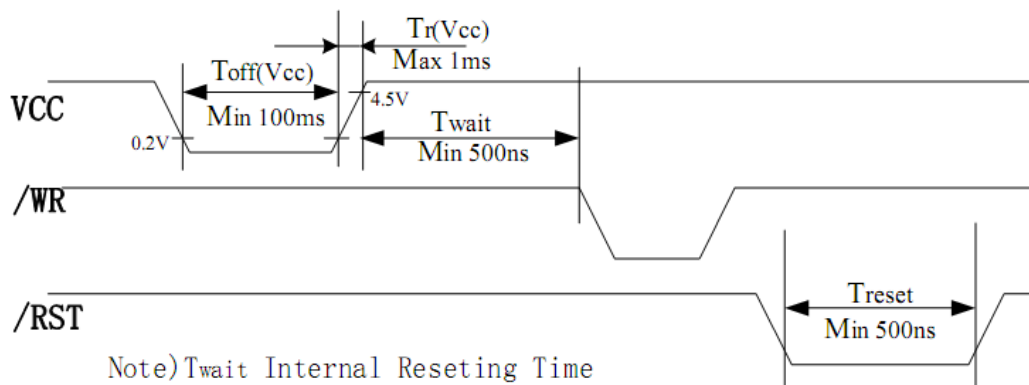 Tr(Vcc)
Max 1ms
Toff(Vcc)
VCC
4.5V
Min 100ms
Twait
0.2V
Min 500ns
/WR
Treset
/RST
Min 500ns
Note)Twait Internal Reseting Time